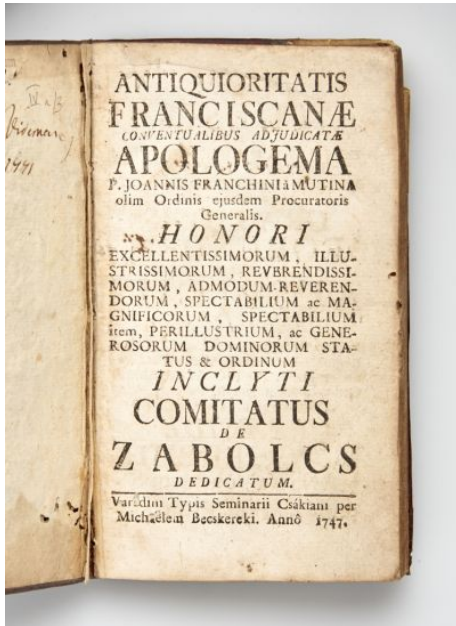 ANTIQUIORITATIS
FRANCISCANÆ
CONVENTUALIBUS ADJUDICATÆ
APOLOGEMA
P. JOANNIS FRANCHINI à MUTINA
olim Ordinis ejusdem Procuratoris
Generalis.
HONORI
EXCELLENTISSIMORUM, ILLU-
STRISSIMORUM, REVERENDISSI-
MORUM, ADMODUM-REVEREN-
DORUM, SPECTABILIUM ac MA-
GNIFICORUM, SPECTABILIUM
item, PERILLUSTRIUM, ac GENE-
ROSORUM DOMINORUM STA-
TUS & ORDINUM
INCLYTI
COMITATUS
DE
ZABOLCS
DEDICATUM.
Varadini Typis Seminarii Csákiani per
Michaëlem Becskereki. Annô 1747.